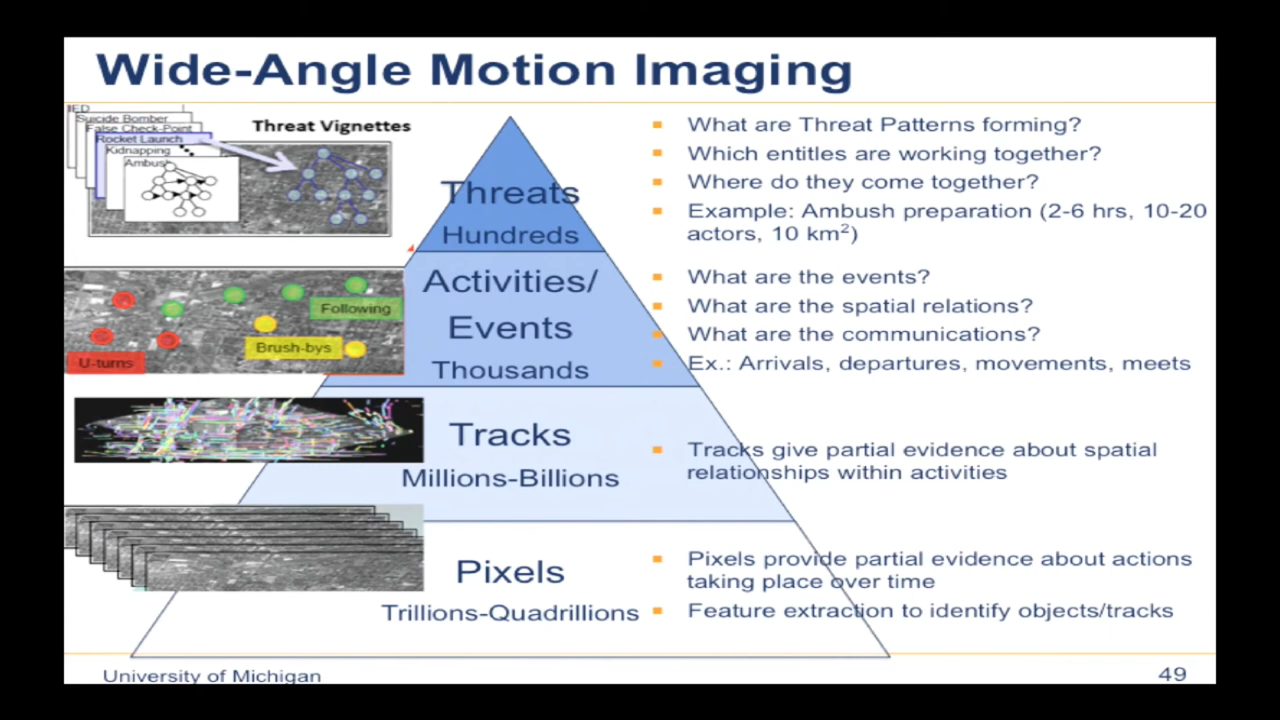 Wide-Angle Motion Imaging
IED
Suicide Bomber
False Check-Point
Rocket Launch
Kidnapping
Ambush
Threat Vignettes
Threats
Hundreds
What are Threat Patterns forming?
Which entitles are working together?
Where do they come together?
Example: Ambush preparation (2-6 hrs, 10-20
actors, 10 km²)
Following
Brush-bys
U-turns
Activities/
Events
Thousands
What are the events?
What are the spatial relations?
What are the communications?
Ex.: Arrivals, departures, movements, meets
Tracks
Millions-Billions
Tracks give partial evidence about spatial
relationships within activities
Pixels
Trillions-Quadrillions
Pixels provide partial evidence about actions
taking place over time
Feature extraction to identify objects/tracks
University of Michigan
49